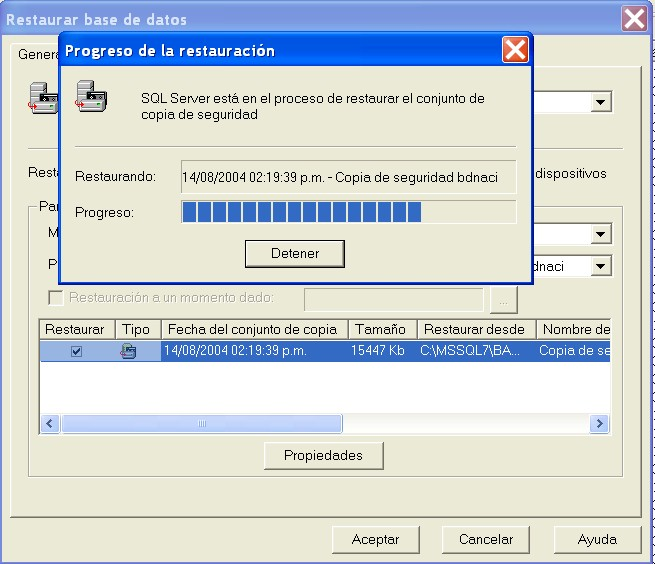 Restaurar base de datos
Genera
Progreso de la restauración
SQL Server está en el proceso de restaurar el conjunto de
copia de seguridad
Resta
dispositivos
Restaurando:
14/08/2004 02:19:39 p.m. - Copia de seguridad bdnaci
Par
Progreso:
M
Detener
P
dnaci
Restauración a un momento dado:
...
Restaurar
Tipo
Fecha del conjunto de copia
Tamaño
Restaurar desde
Nombre de
14/08/2004 02:19:39 p.m.
15447 Kb
C:\MSSQL7\BA...
Copia de se
Propiedades
Aceptar
Cancelar
Ayuda